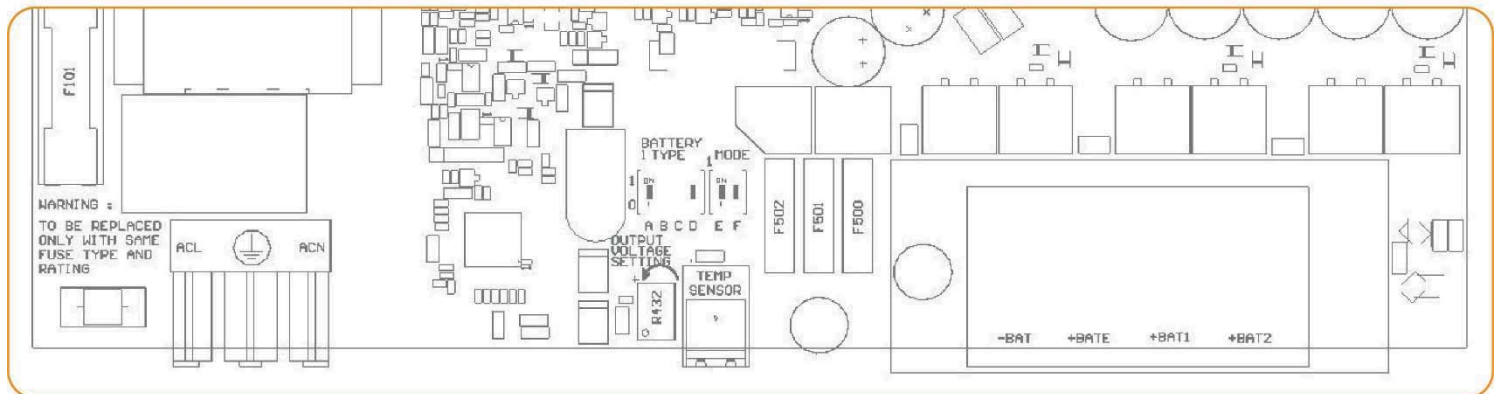 F101
WARNING :
TO BE REPLACED
ONLY WITH SAME
FUSE TYPE AND
RATING
ACL
ACN
BATTERY
1 TYPE
1 MODE
ON
ON
1
0
A B C D
E F
OUTPUT
VOLTAGE
SETTING
+
R432
TEMP
SENSOR
F502
F501
F500
-BAT
+BATE
+BAT1
+BAT2